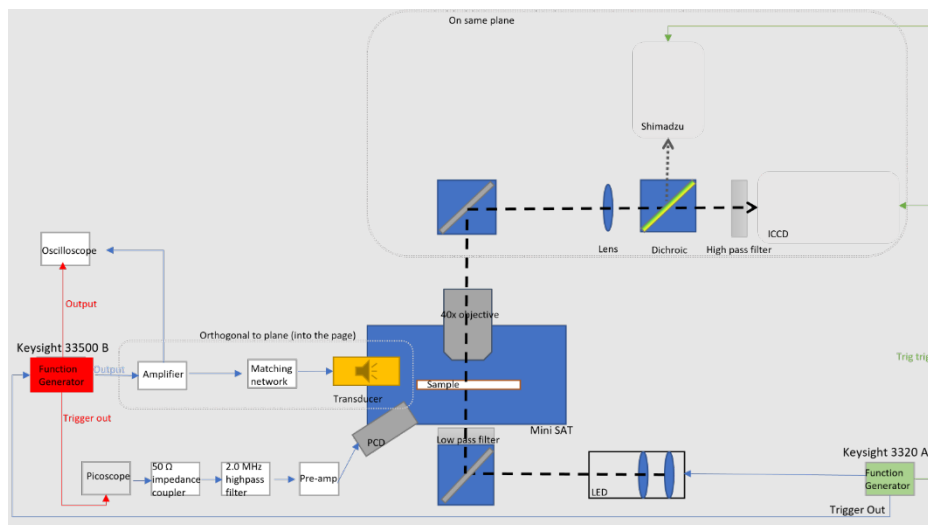 On same plane
Shimadzu
Lens
Dichroic
High pass filter
ICCD
Oscilloscope
Output
40x objective
Orthogonal to plane (into the page)
Keysight 33500 B
Function
Generator
Output
Amplifier
Matching
network
Transducer
Sample
Trig trig
Trigger out
Mini SAT
PCD
Low pass filter
Picoscope
50 Ω
impedance
coupler
2.0 MHz
highpass
filter
Pre-amp
LED
Keysight 3320 A
Function
Generator
Trigger Out